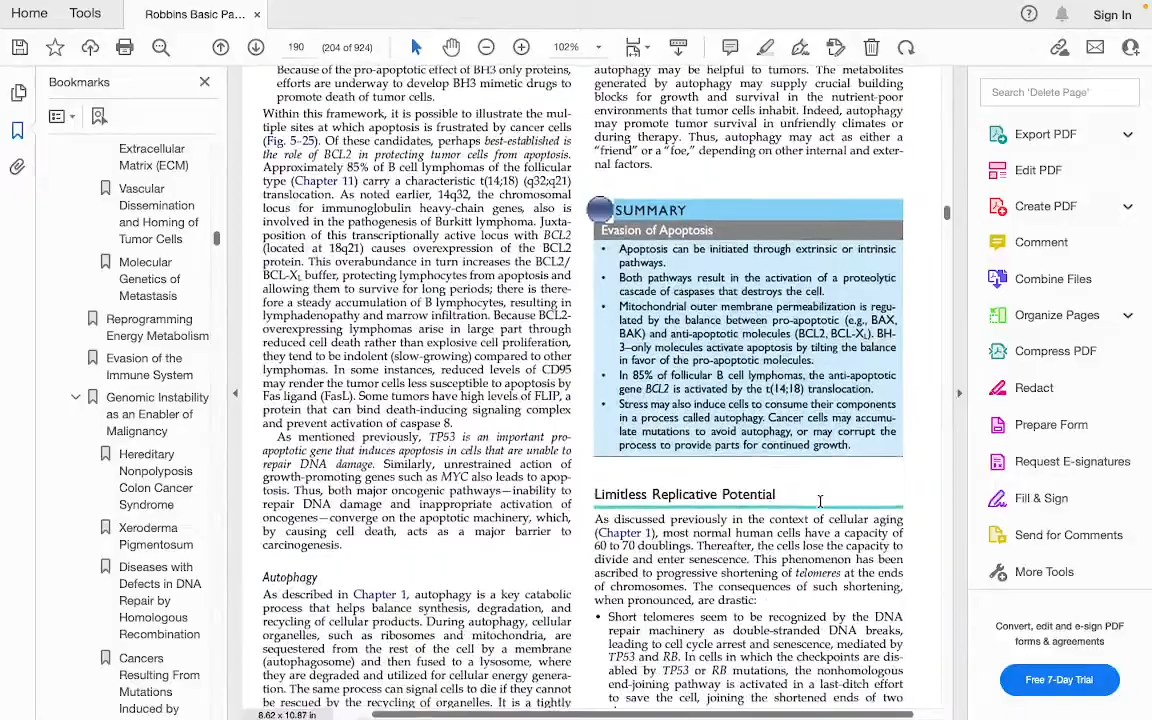 Home
Tools
Robbins Basic Pa...
Sign In
190
(204 of 924)
102%
Bookmarks
Extracellular
Matrix (ECM)
Vascular
Dissemination
and Homing of
Tumor Cells
Molecular
Genetics of
Metastasis
Reprogramming
Energy Metabolism
Evasion of the
Immune System
Genomic Instability
as an Enabler of
Malignancy
Hereditary
Nonpolyposis
Colon Cancer
Syndrome
Xeroderma
Pigmentosum
Diseases with
Defects in DNA
Repair by
Homologous
Recombination
Cancers
Resulting From
Mutations
Induced by
Because of the pro-apoptotic effect of BH3 only proteins,
efforts are underway to develop BH3 mimetic drugs to
promote death of tumor cells.
Within this framework, it is possible to illustrate the mul-
tiple sites at which apoptosis is frustrated by cancer cells
(Fig. 5–25). Of these candidates, perhaps best-established is
the role of BCL2 in protecting tumor cells from apoptosis.
Approximately 85% of B cell lymphomas of the follicular
type (Chapter 11) carry a characteristic t(14;18) (q32;q21)
translocation. As noted earlier, 14q32, the chromosomal
locus for immunoglobulin heavy-chain genes, also is
involved in the pathogenesis of Burkitt lymphoma. Juxta-
position of this transcriptionally active locus with BCL2
(located at 18q21) causes overexpression of the BCL2
protein. This overabundance in turn increases the BCL2/
BCL-XL buffer, protecting lymphocytes from apoptosis and
allowing them to survive for long periods; there is there-
fore a steady accumulation of B lymphocytes, resulting in
lymphadenopathy and marrow infiltration. Because BCL2-
overexpressing lymphomas arise in large part through
reduced cell death rather than explosive cell proliferation,
they tend to be indolent (slow-growing) compared to other
lymphomas. In some instances, reduced levels of CD95
may render the tumor cells less susceptible to apoptosis by
Fas ligand (FasL). Some tumors have high levels of FLIP, a
protein that can bind death-inducing signaling complex
and prevent activation of caspase 8.
As mentioned previously, TP53 is an important pro-
apoptotic gene that induces apoptosis in cells that are unable to
repair DNA damage. Similarly, unrestrained action of
growth-promoting genes such as MYC also leads to apop-
tosis. Thus, both major oncogenic pathways—inability to
repair DNA damage and inappropriate activation of
oncogenes—converge on the apoptotic machinery, which,
by causing cell death, acts as a major barrier to
carcinogenesis.
Autophagy
As described in Chapter 1, autophagy is a key catabolic
process that helps balance synthesis, degradation, and
recycling of cellular products. During autophagy, cellular
organelles, such as ribosomes and mitochondria, are
sequestered from the rest of the cell by a membrane
(autophagosome) and then fused to a lysosome, where
they are degraded and utilized for cellular energy genera-
tion. The same process can signal cells to die if they cannot
be rescued by the recycling of organelles. It is a tightly
8.62 x 10.87 in
autophagy may be helpful to tumors. The metabolites
generated by autophagy may supply crucial building
blocks for growth and survival in the nutrient-poor
environments that tumor cells inhabit. Indeed, autophagy
may promote tumor survival in unfriendly climates or
during therapy. Thus, autophagy may act as either a
“friend” or a “foe,” depending on other internal and exter-
nal factors.
SUMMARY
Evasion of Apoptosis
• Apoptosis can be initiated through extrinsic or intrinsic
pathways.
• Both pathways result in the activation of a proteolytic
cascade of caspases that destroys the cell.
• Mitochondrial outer membrane permeabilization is regu-
lated by the balance between pro-apoptotic (e.g., BAX,
BAK) and anti-apoptotic molecules (BCL2, BCL-XL). BH-
3–only molecules activate apoptosis by tilting the balance
in favor of the pro-apoptotic molecules.
• In 85% of follicular B cell lymphomas, the anti-apoptotic
gene BCL2 is activated by the t(14;18) translocation.
• Stress may also induce cells to consume their components
in a process called autophagy. Cancer cells may accumu-
late mutations to avoid autophagy, or may corrupt the
process to provide parts for continued growth.
Limitless Replicative Potential
As discussed previously in the context of cellular aging
(Chapter 1), most normal human cells have a capacity of
60 to 70 doublings. Thereafter, the cells lose the capacity to
divide and enter senescence. This phenomenon has been
ascribed to progressive shortening of telomeres at the ends
of chromosomes. The consequences of such shortening,
when pronounced, are drastic:
• Short telomeres seem to be recognized by the DNA
repair machinery as double-stranded DNA breaks,
leading to cell cycle arrest and senescence, mediated by
TP53 and RB. In cells in which the checkpoints are dis-
abled by TP53 or RB mutations, the nonhomologous
end-joining pathway is activated in a last-ditch effort
to save the cell, joining the shortened ends of two
Search 'Delete Page'
Export PDF
Edit PDF
Create PDF
Comment
Combine Files
Organize Pages
Compress PDF
Redact
Prepare Form
Request E-signatures
Fill & Sign
Send for Comments
More Tools
Convert, edit and e-sign PDF
forms & agreements
Free 7-Day Trial